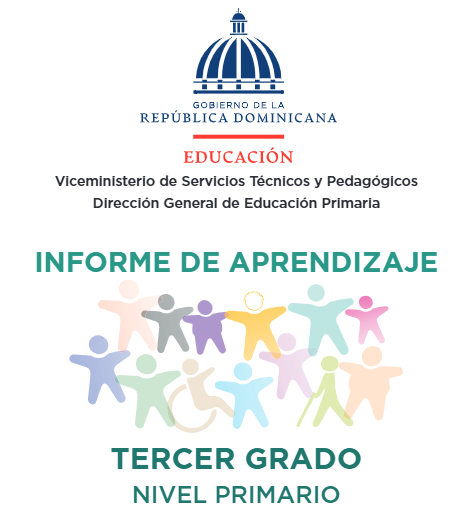 GOBIERNO DE LA
REPÚBLICA DOMINICANA
EDUCACIÓN
Viceministerio de Servicios Técnicos y Pedagógicos
Dirección General de Educación Primaria
INFORME DE APRENDIZAJE
TERCER GRADO
NIVEL PRIMARIO